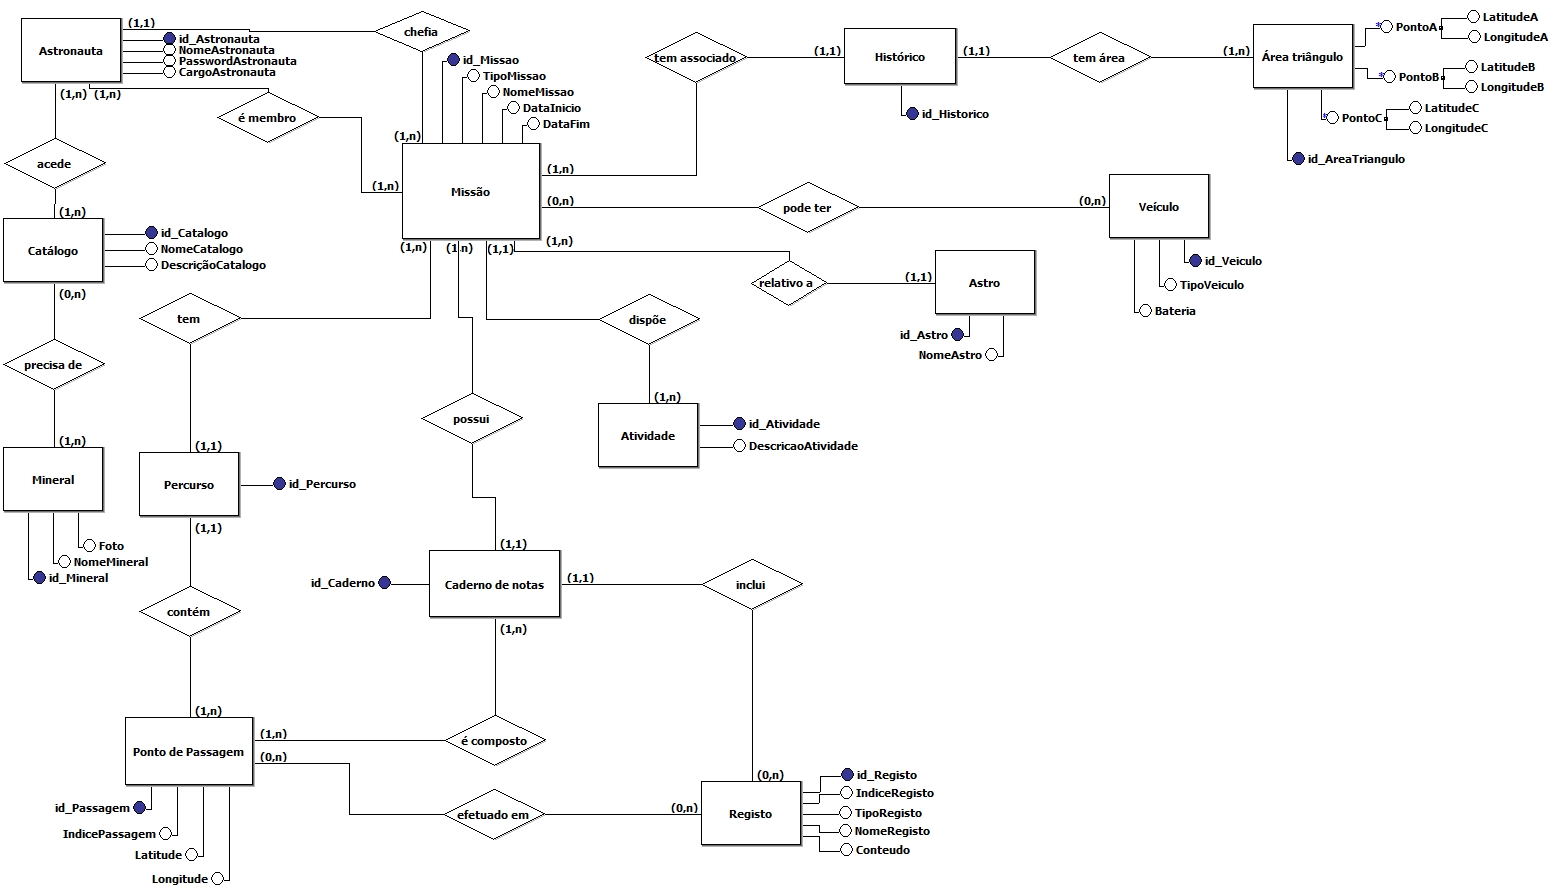 (1,1)
Astronauta
id_Astronauta
NomeAstronauta
PasswordAstronauta
CargoAstronauta
(1,n)
(1,n)
chefia
é membro
acede
(1,n)
(1,n)
id_Missao
TipoMissao
NomeMissao
DataInicio
DataFim
Missão
(1,n)
(0,n)
(1,n)
(1,n)
(1,n)
(1,1)
tem associado
(1,1)
Histórico
(1,1)
id_Historico
tem área
(1,n)
Área triângulo
*
PontoA
LatitudeA
LongitudeA
*
PontoB
LatitudeB
LongitudeB
*
PontoC
LatitudeC
LongitudeC
id_AreaTriangulo
pode ter
(0,n)
Veículo
id_Veiculo
TipoVeiculo
Bateria
relativo a
(1,1)
Astro
id_Astro
NomeAstro
(1,n)
Catálogo
id_Catalogo
NomeCatalogo
DescriçãoCatalogo
(0,n)
precisa de
(1,n)
Mineral
Foto
NomeMineral
id_Mineral
tem
(1,1)
Percurso
id_Percurso
(1,1)
contém
(1,n)
possui
dispõe
(1,n)
Atividade
id_Atividade
DescricaoAtividade
(1,1)
id_Caderno
Caderno de notas
(1,1)
(1,n)
inclui
é composto
Ponto de Passagem
(1,n)
(0,n)
id_Passagem
IndicePassagem
Latitude
Longitude
efetuado em
(0,n)
(0,n)
Registo
id_Registo
IndiceRegisto
TipoRegisto
NomeRegisto
Conteudo